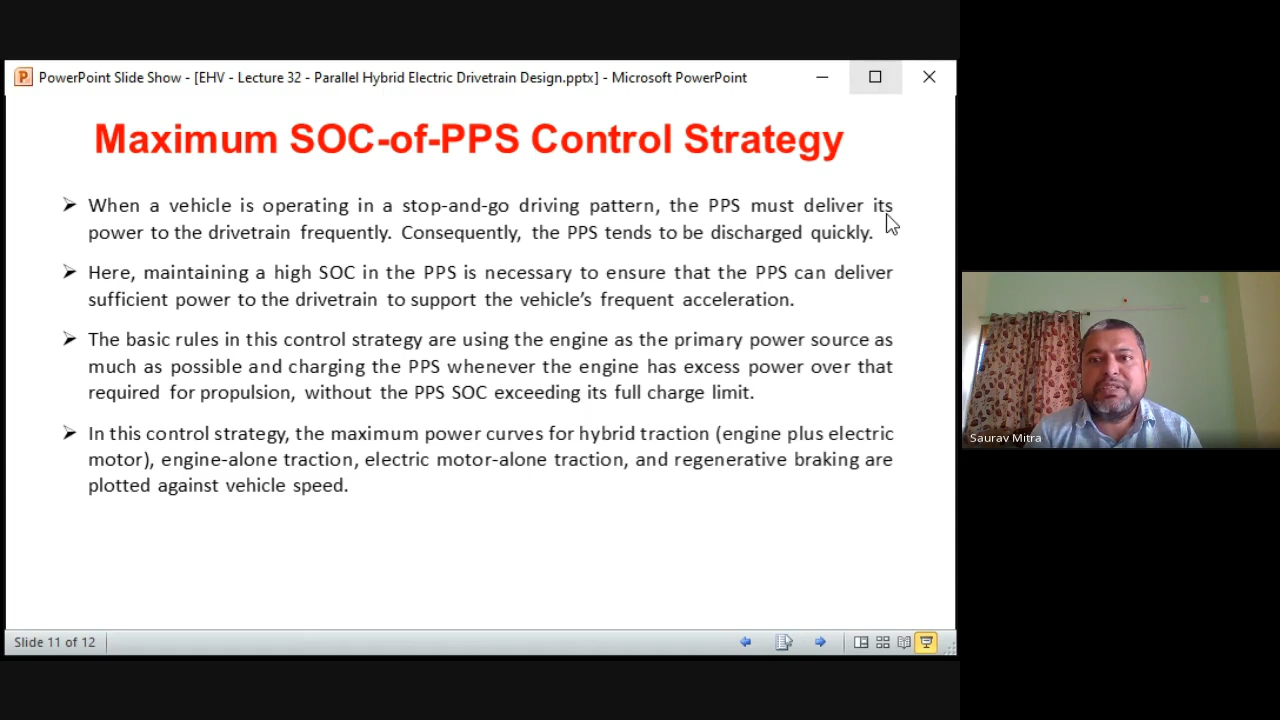 PowerPoint Slide Show - [EHV - Lecture 32 - Parallel Hybrid Electric Drivetrain Design.pptx] - Microsoft PowerPoint
Maximum SOC-of-PPS Control Strategy
When a vehicle is operating in a stop-and-go driving pattern, the PPS must deliver its
power to the drivetrain frequently. Consequently, the PPS tends to be discharged quickly.
Here, maintaining a high SOC in the PPS is necessary to ensure that the PPS can deliver
sufficient power to the drivetrain to support the vehicle’s frequent acceleration.
The basic rules in this control strategy are using the engine as the primary power source as
much as possible and charging the PPS whenever the engine has excess power over that
required for propulsion, without the PPS SOC exceeding its full charge limit.
In this control strategy, the maximum power curves for hybrid traction (engine plus electric
motor), engine-alone traction, electric motor-alone traction, and regenerative braking are
plotted against vehicle speed.
Saurav Mitra
Slide 11 of 12